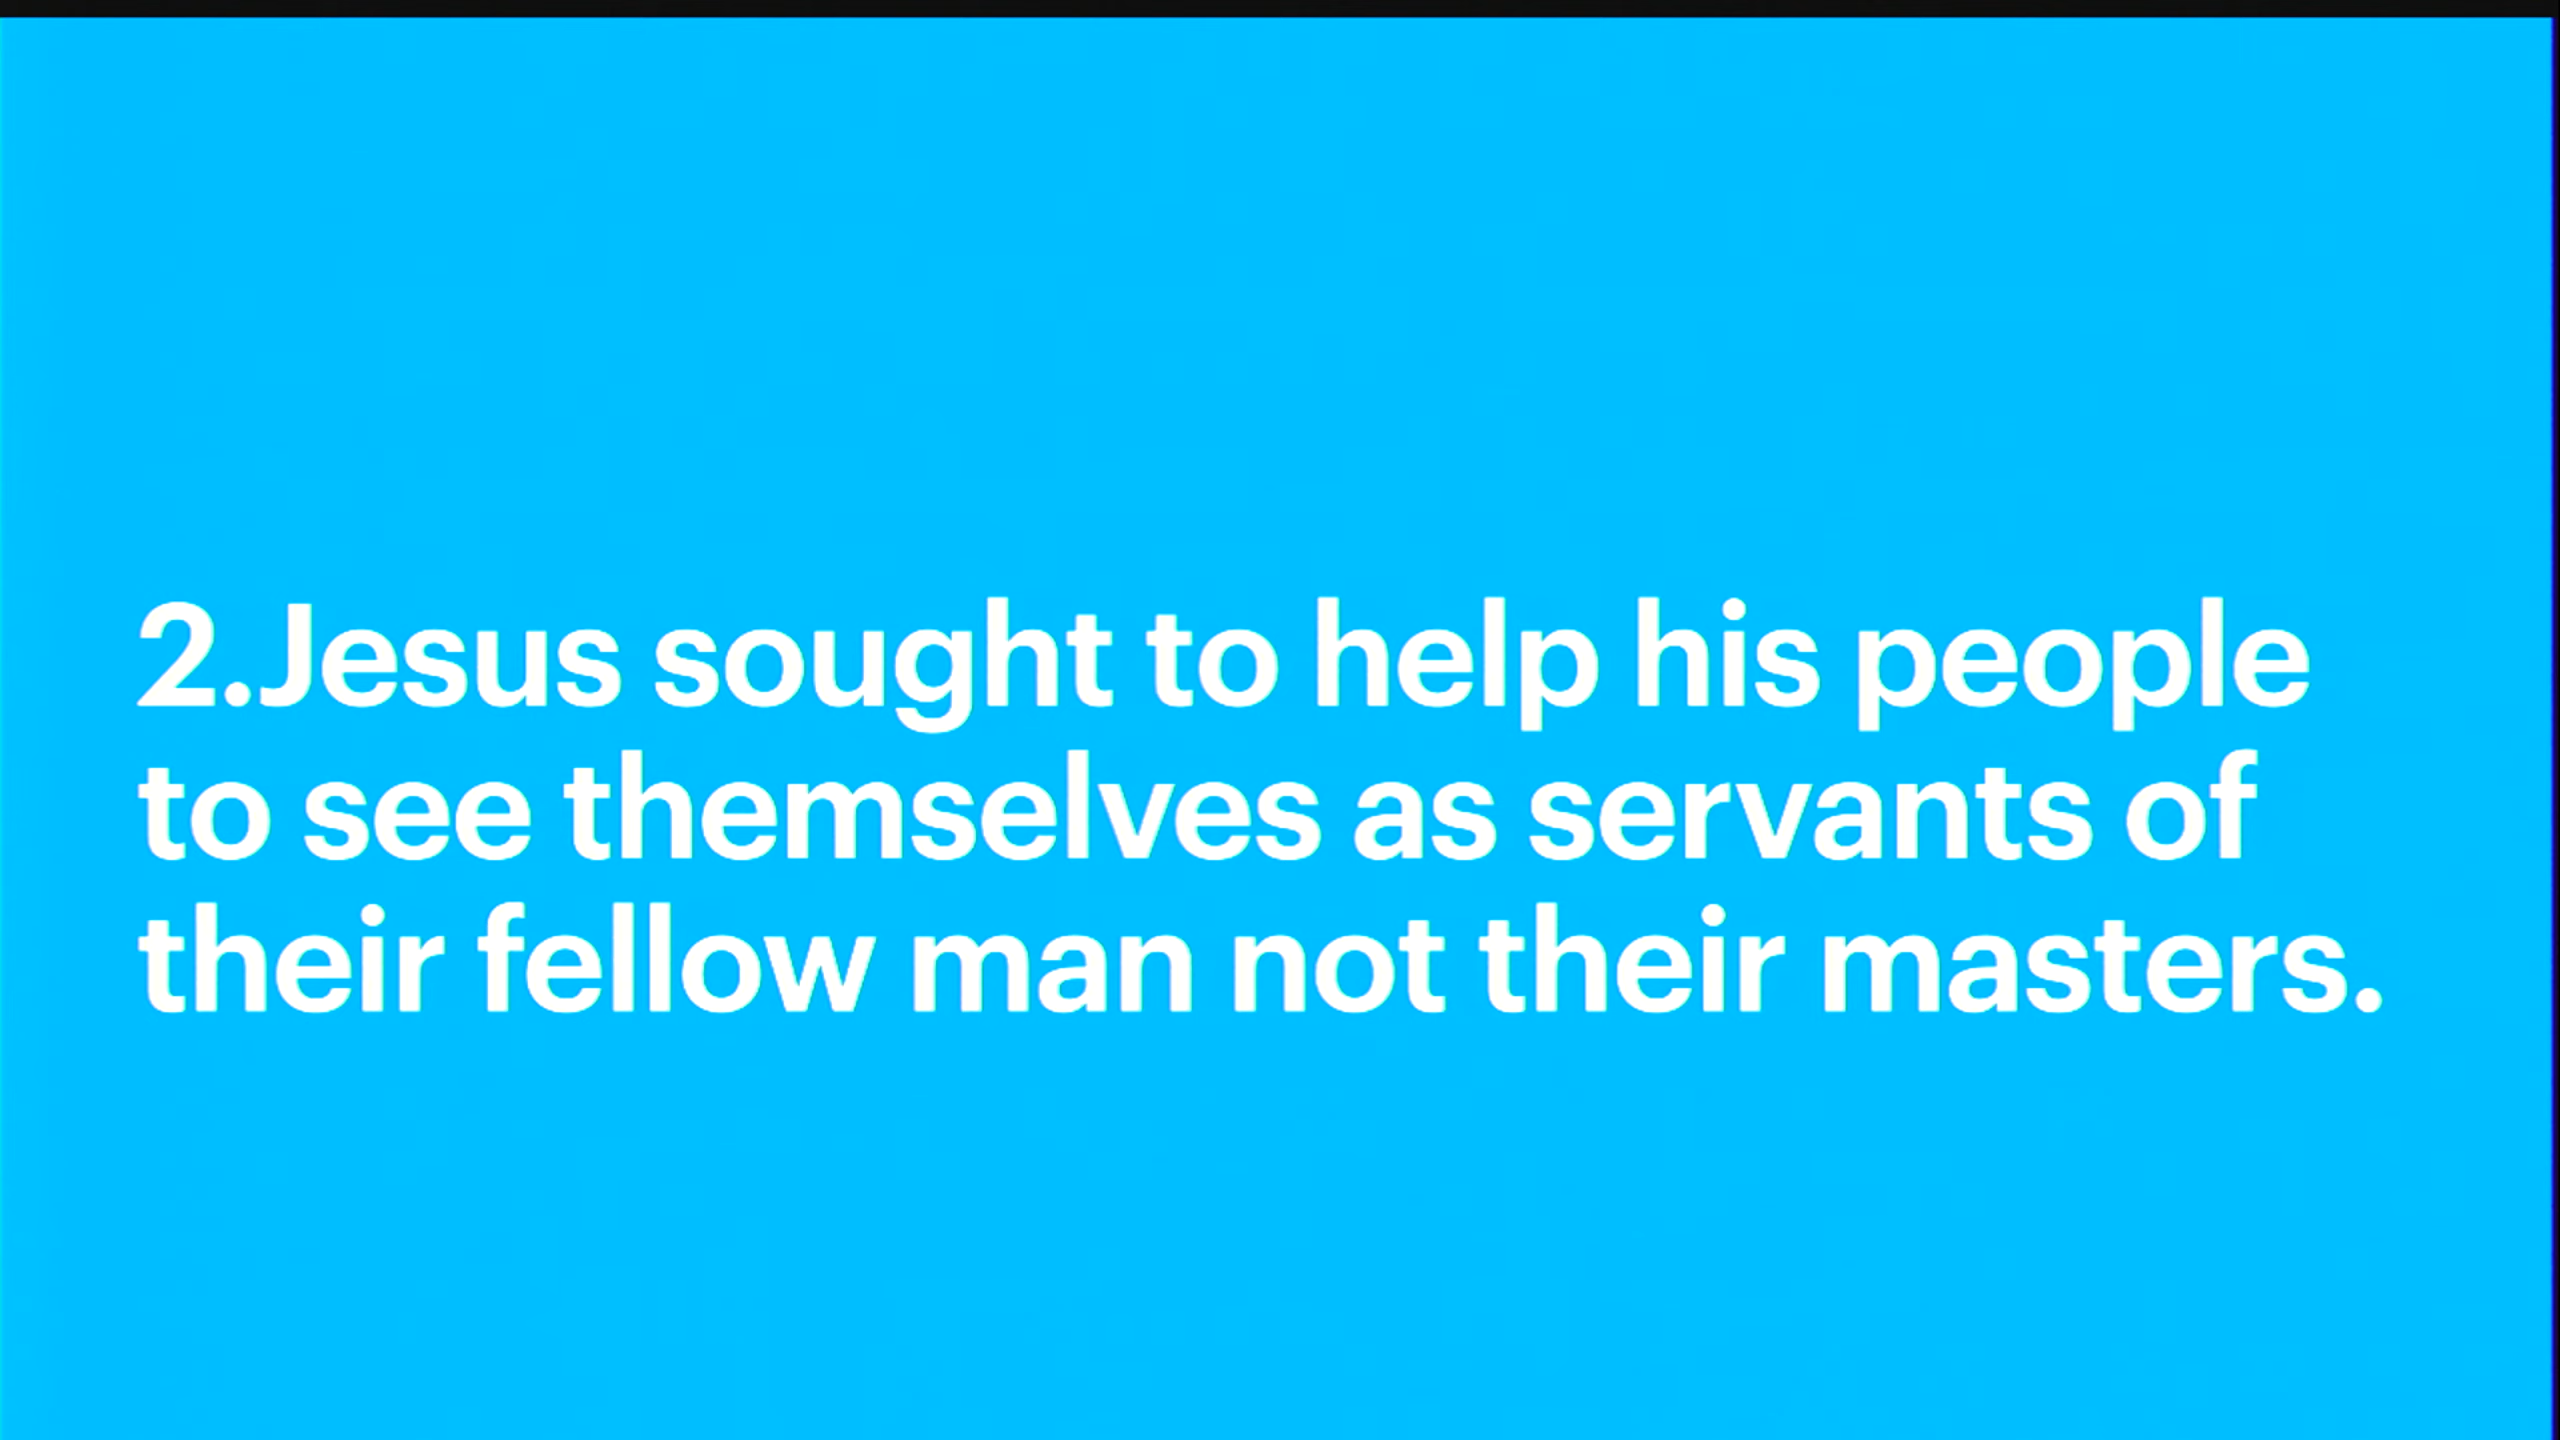 2.Jesus sought to help his people
to see themselves as servants of
their fellow man not their masters.